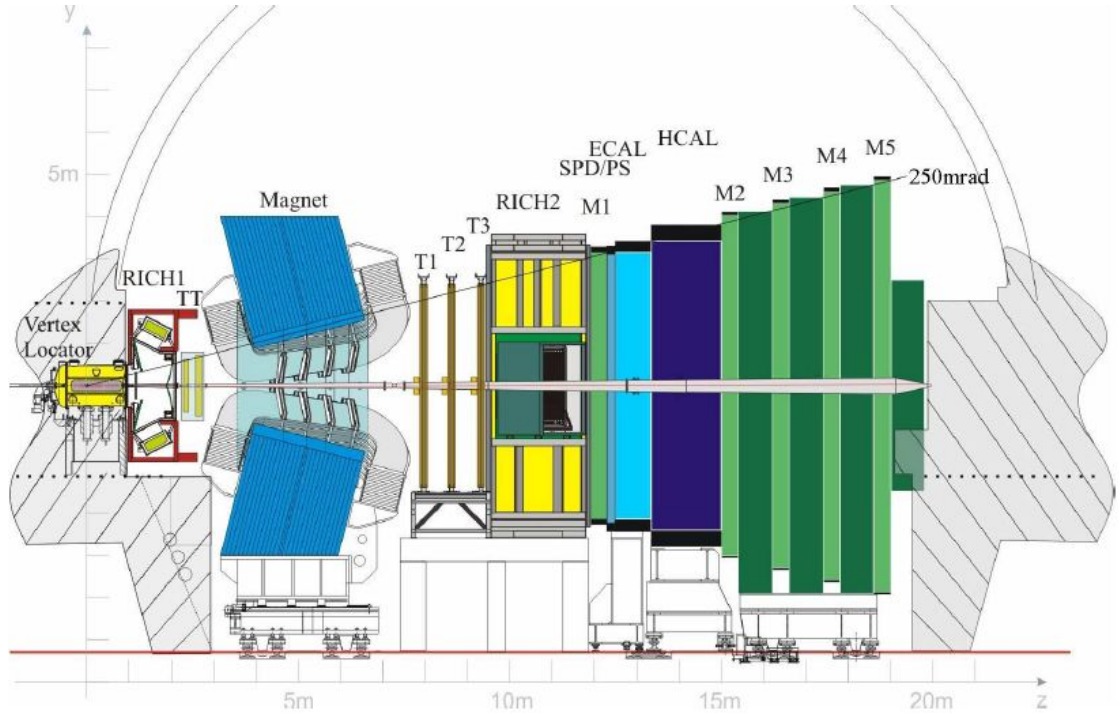 y
5m
Vertex
Locator
RICH1
TT
Magnet
T1
T2
T3
RICH2
M1
SPD/PS
ECAL
HCAL
M2
M3
M4
M5
250mrad
5m
10m
15m
20m
z